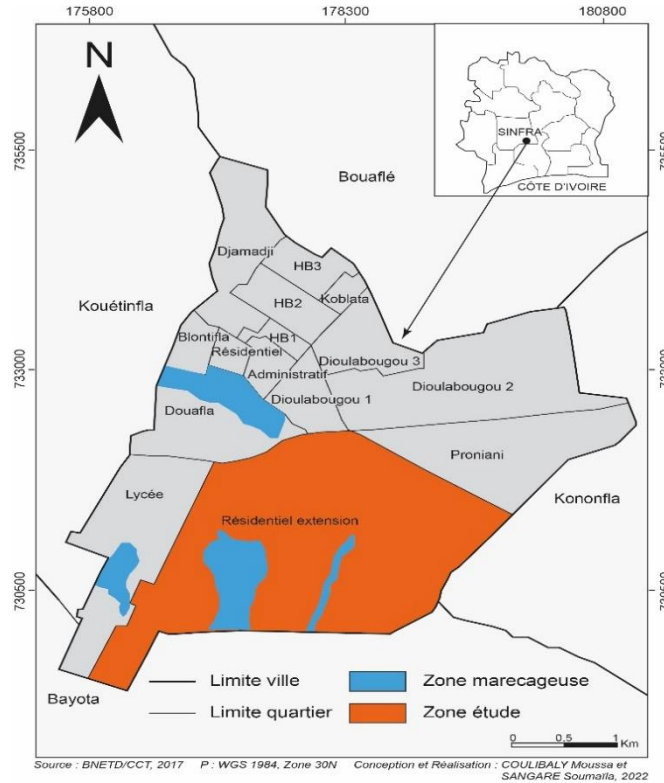 175800 178300 180800
N
SINFRA
CÔTE D'IVOIRE
735500
Bouaflé
Djamadji
HB3
Kouétinfla
HB2
Koblata
Blontifla
HB1
Résidentiel
Dioulabougou 3
733000
Administratif
Dioulabougou 2
Dioulabougou 1
Douafla
Proniani
Lycée
Kononfla
Résidentiel extension
730500
Limite ville
Zone marecageuse
Bayota
Limite quartier
Zone étude
0 0,5 1
Km
Source : BNETD/CCT, 2017 P : WGS 1984, Zone 30N Conception et Réalisation : COULIBALY Moussa et
SANGARE Soumaïla, 2022